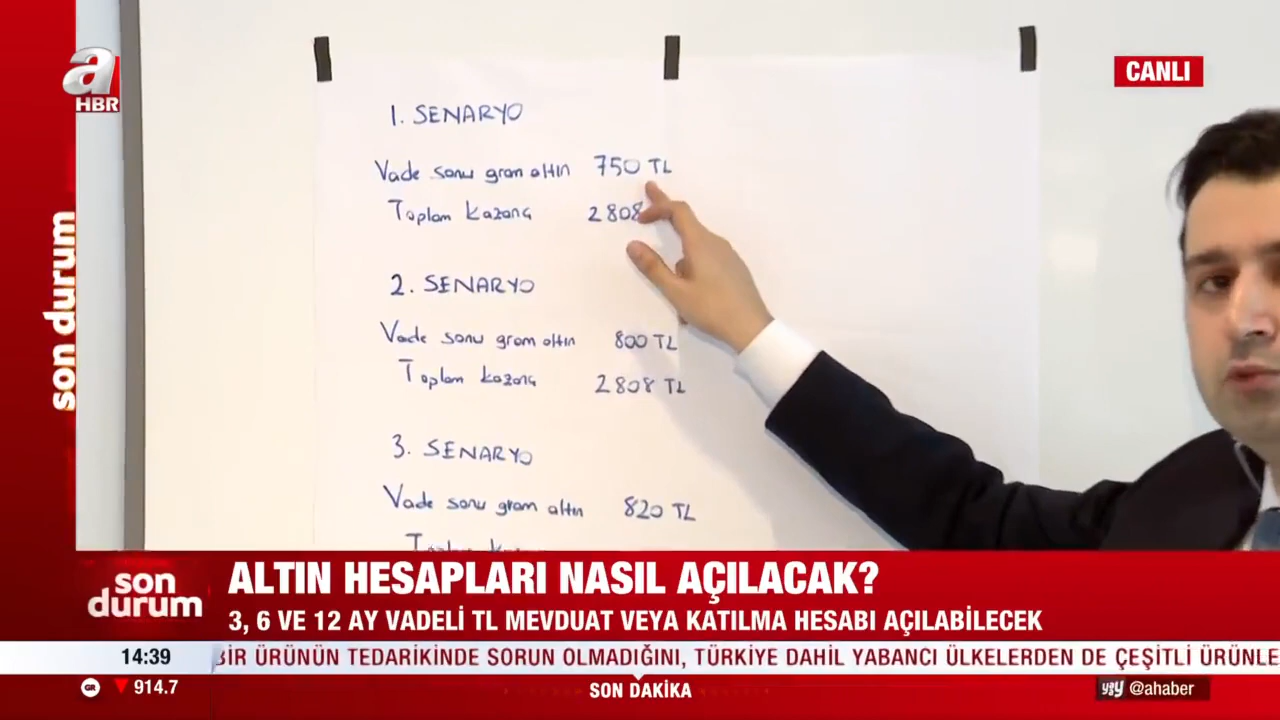 a
HBR
CANLI
son durum
1. SENARYO
Vade sonu gram altın 750 TL
Toplam kazanç 2808
2. SENARYO
Vade sonu gram altın 800 TL
Toplam kazanç 2808 TL
3. SENARYO
Vade sonu gram altın 820 TL
son durum
ALTIN HESAPLARI NASIL AÇILACAK?
3, 6 VE 12 AY VADELİ TL MEVDUAT VEYA KATILMA HESABI AÇILABİLECEK
14:39 BİR ÜRÜNÜN TEDARİKİNDE SORUN OLMADIĞINI, TÜRKİYE DAHİL YABANCI ÜLKELERDEN DE ÇEŞİTLİ ÜRÜNLE
GR 914.7 SON DAKİKA @ahaber